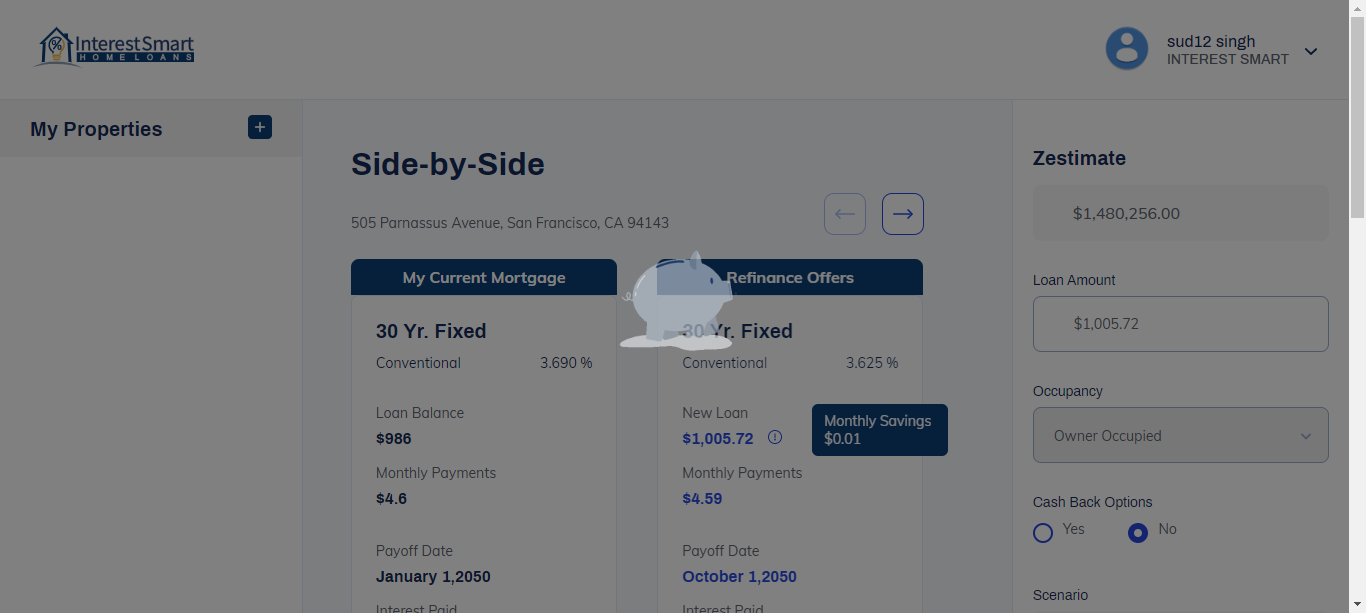 InterestSmart
HOME LOANS
sud12 singh
INTEREST SMART
My Properties
+
Side-by-Side
505 Parnassus Avenue, San Francisco, CA 94143
My Current Mortgage
30 Yr. Fixed
Conventional 3.690 %
Loan Balance
$986
Monthly Payments
$4.6
Payoff Date
January 1,2050
Interest Paid
Refinance Offers
30 Yr. Fixed
Conventional 3.625 %
New Loan
$1,005.72
Monthly Savings
$0.01
Monthly Payments
$4.59
Payoff Date
October 1,2050
Interest Paid
Zestimate
$1,480,256.00
Loan Amount
$1,005.72
Occupancy
Owner Occupied
Cash Back Options
Yes No
Scenario